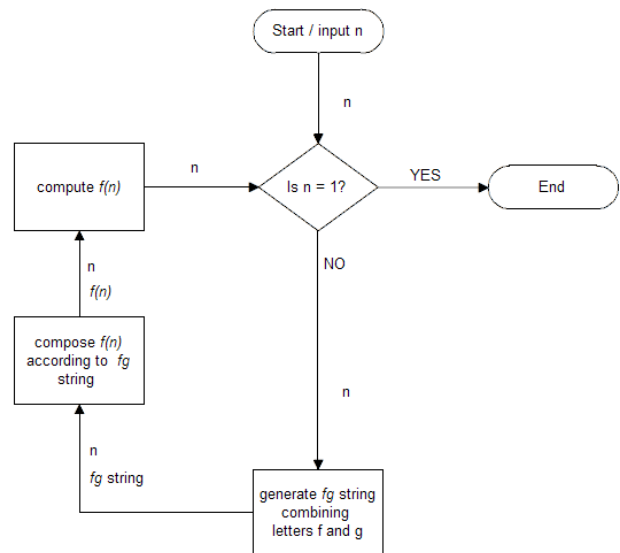 Start / input n
n
n
Is n = 1?
YES
End
compute f(n)
NO
n
f(n)
compose f(n)
according to fg
string
n
n
fg string
generate fg string
combining
letters f and g